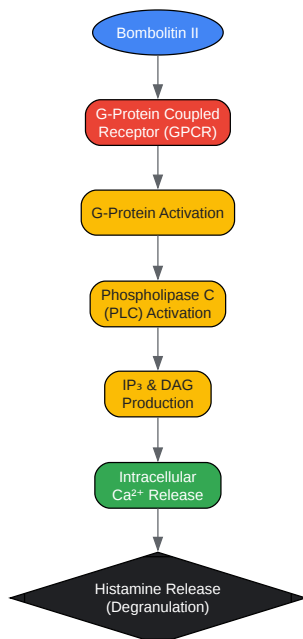 Bombolitin II
G-Protein Coupled
Receptor (GPCR)
G-Protein Activation
Phospholipase C
(PLC) Activation
IP₃ & DAG
Production
Intracellular
Ca²⁺ Release
Histamine Release
(Degranulation)